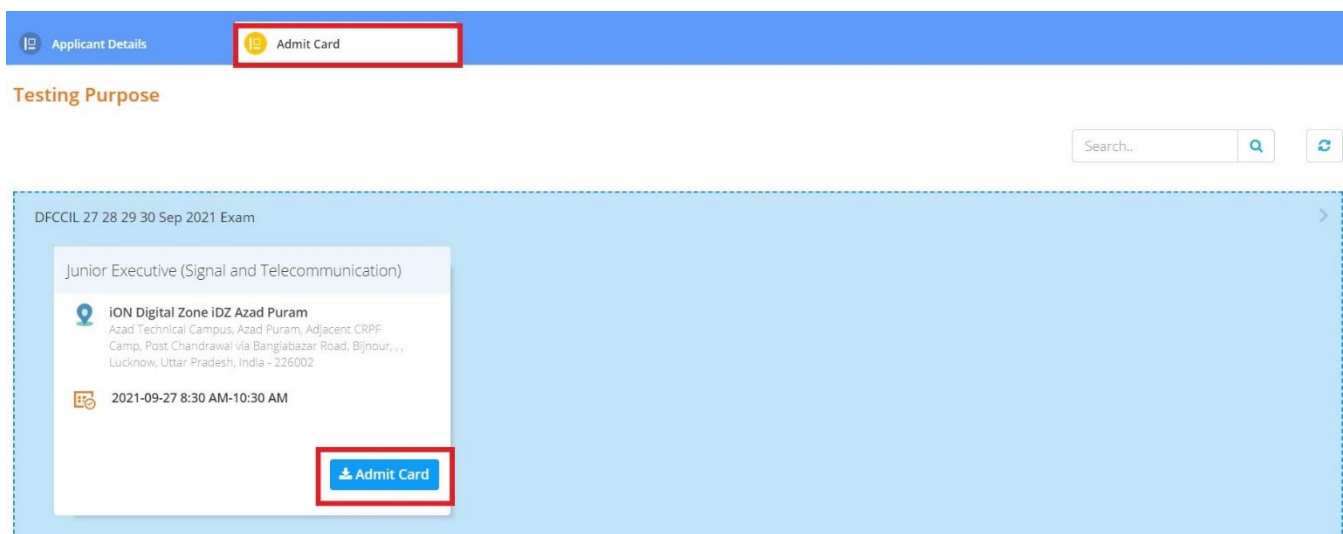 Applicant Details
Admit Card
Testing Purpose
Search..
DFCCIL 27 28 29 30 Sep 2021 Exam
Junior Executive (Signal and Telecommunication)
iON Digital Zone iDZ Azad Puram
Azad Technical Campus, Azad Puram, Adjacent CRPF
Camp, Post Chandrawal via Banglabazar Road, Bijnour, , ,
Lucknow, Uttar Pradesh, India - 226002
2021-09-27 8:30 AM-10:30 AM
Admit Card